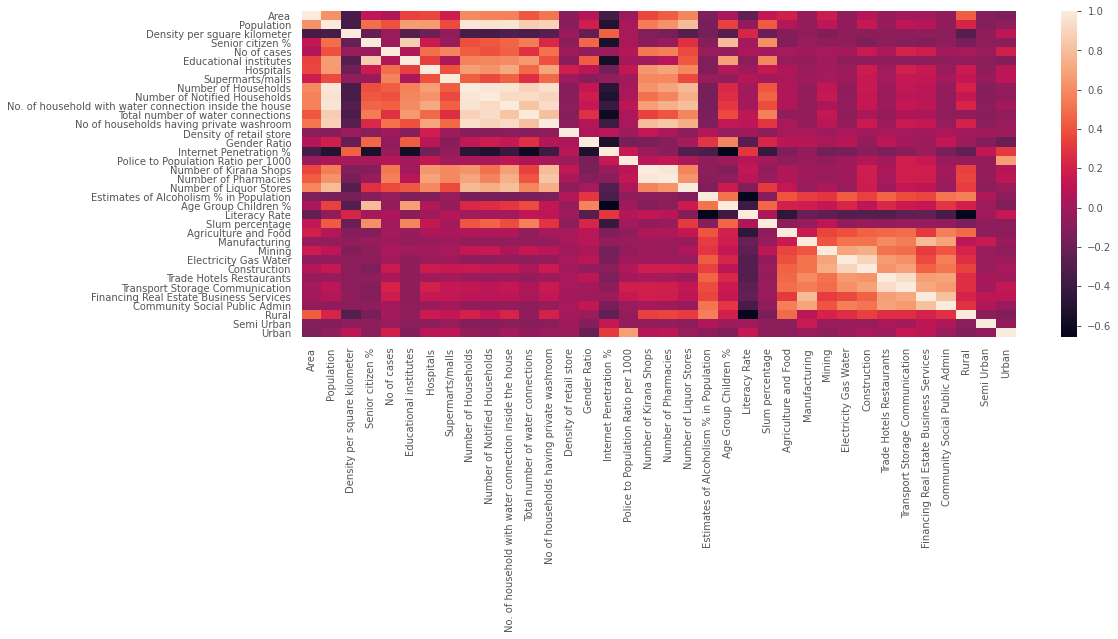 Area
Population
Density per square kilometer
Senior citizen %
No of cases
Educational institutes
Hospitals
Supermarts/malls
Number of Households
Number of Notified Households
No. of household with water connection inside the house
Total number of water connections
No of households having private washroom
Density of retail store
Gender Ratio
Internet Penetration %
Police to Population Ratio per 1000
Number of Kirana Shops
Number of Pharmacies
Number of Liquor Stores
Estimates of Alcoholism % in Population
Age Group Children %
Literacy Rate
Slum percentage
Agriculture and Food
Manufacturing
Mining
Electricity Gas Water
Construction
Trade Hotels Restaurants
Transport Storage Communication
Financing Real Estate Business Services
Community Social Public Admin
Rural
Semi Urban
Urban
Area
Population
Density per square kilometer
Senior citizen %
No of cases
Educational institutes
Hospitals
Supermarts/malls
Number of Households
Number of Notified Households
No. of household with water connection inside the house
Total number of water connections
No of households having private washroom
Density of retail store
Gender Ratio
Internet Penetration %
Police to Population Ratio per 1000
Number of Kirana Shops
Number of Pharmacies
Number of Liquor Stores
Estimates of Alcoholism % in Population
Age Group Children %
Literacy Rate
Slum percentage
Agriculture and Food
Manufacturing
Mining
Electricity Gas Water
Construction
Trade Hotels Restaurants
Transport Storage Communication
Financing Real Estate Business Services
Community Social Public Admin
Rural
Semi Urban
Urban
1.0
0.8
0.6
0.4
0.2
0.0
−0.2
−0.4
−0.6